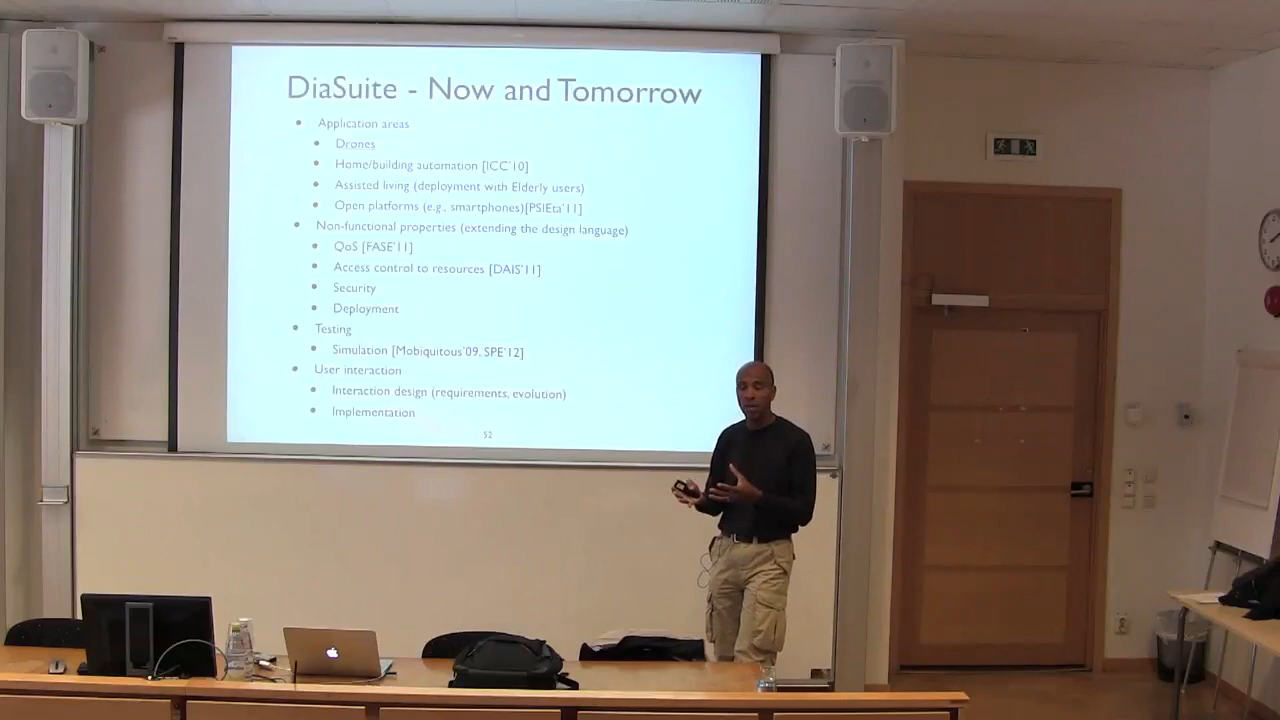 DiaSuite - Now and Tomorrow
Application areas
Drones
Home/building automation [ICC'10]
Assisted living (deployment with Elderly users)
Open platforms (e.g., smartphones)[PSIEta'11]
Non-functional properties (extending the design language)
QoS [FASE'11]
Access control to resources [DAIS'11]
Security
Deployment
Testing
Simulation [Mobiquitous'09, SPE'12]
User interaction
Interaction design (requirements, evolution)
Implementation
52